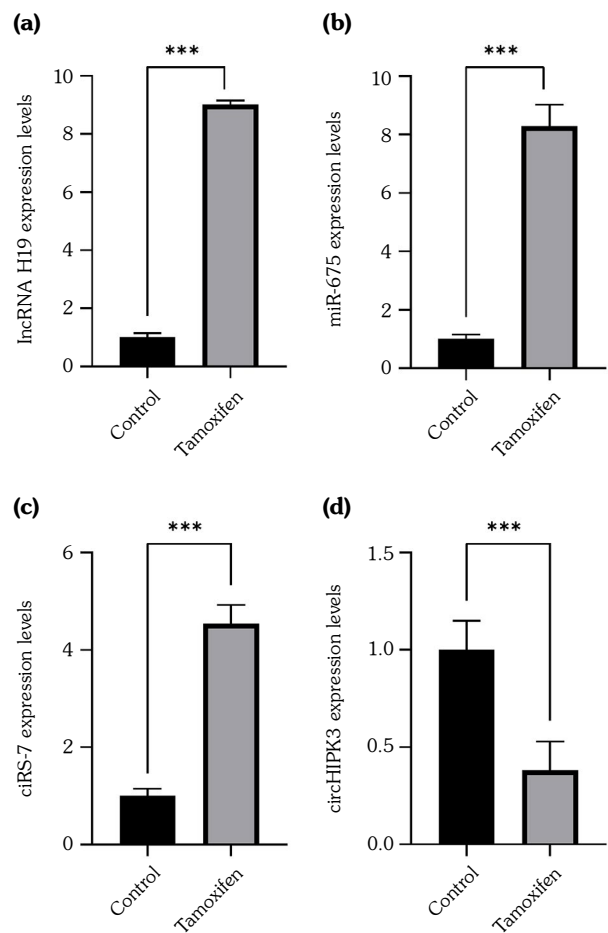 (a)
***
lncRNA H19 expression levels
10
8
6
4
2
0
Control
Tamoxifen
(b)
***
miR-675 expression levels
10
8
6
4
2
0
Control
Tamoxifen
(c)
***
ciRS-7 expression levels
6
4
2
0
Control
Tamoxifen
(d)
***
circHIPK3 expression levels
1.5
1.0
0.5
0.0
Control
Tamoxifen